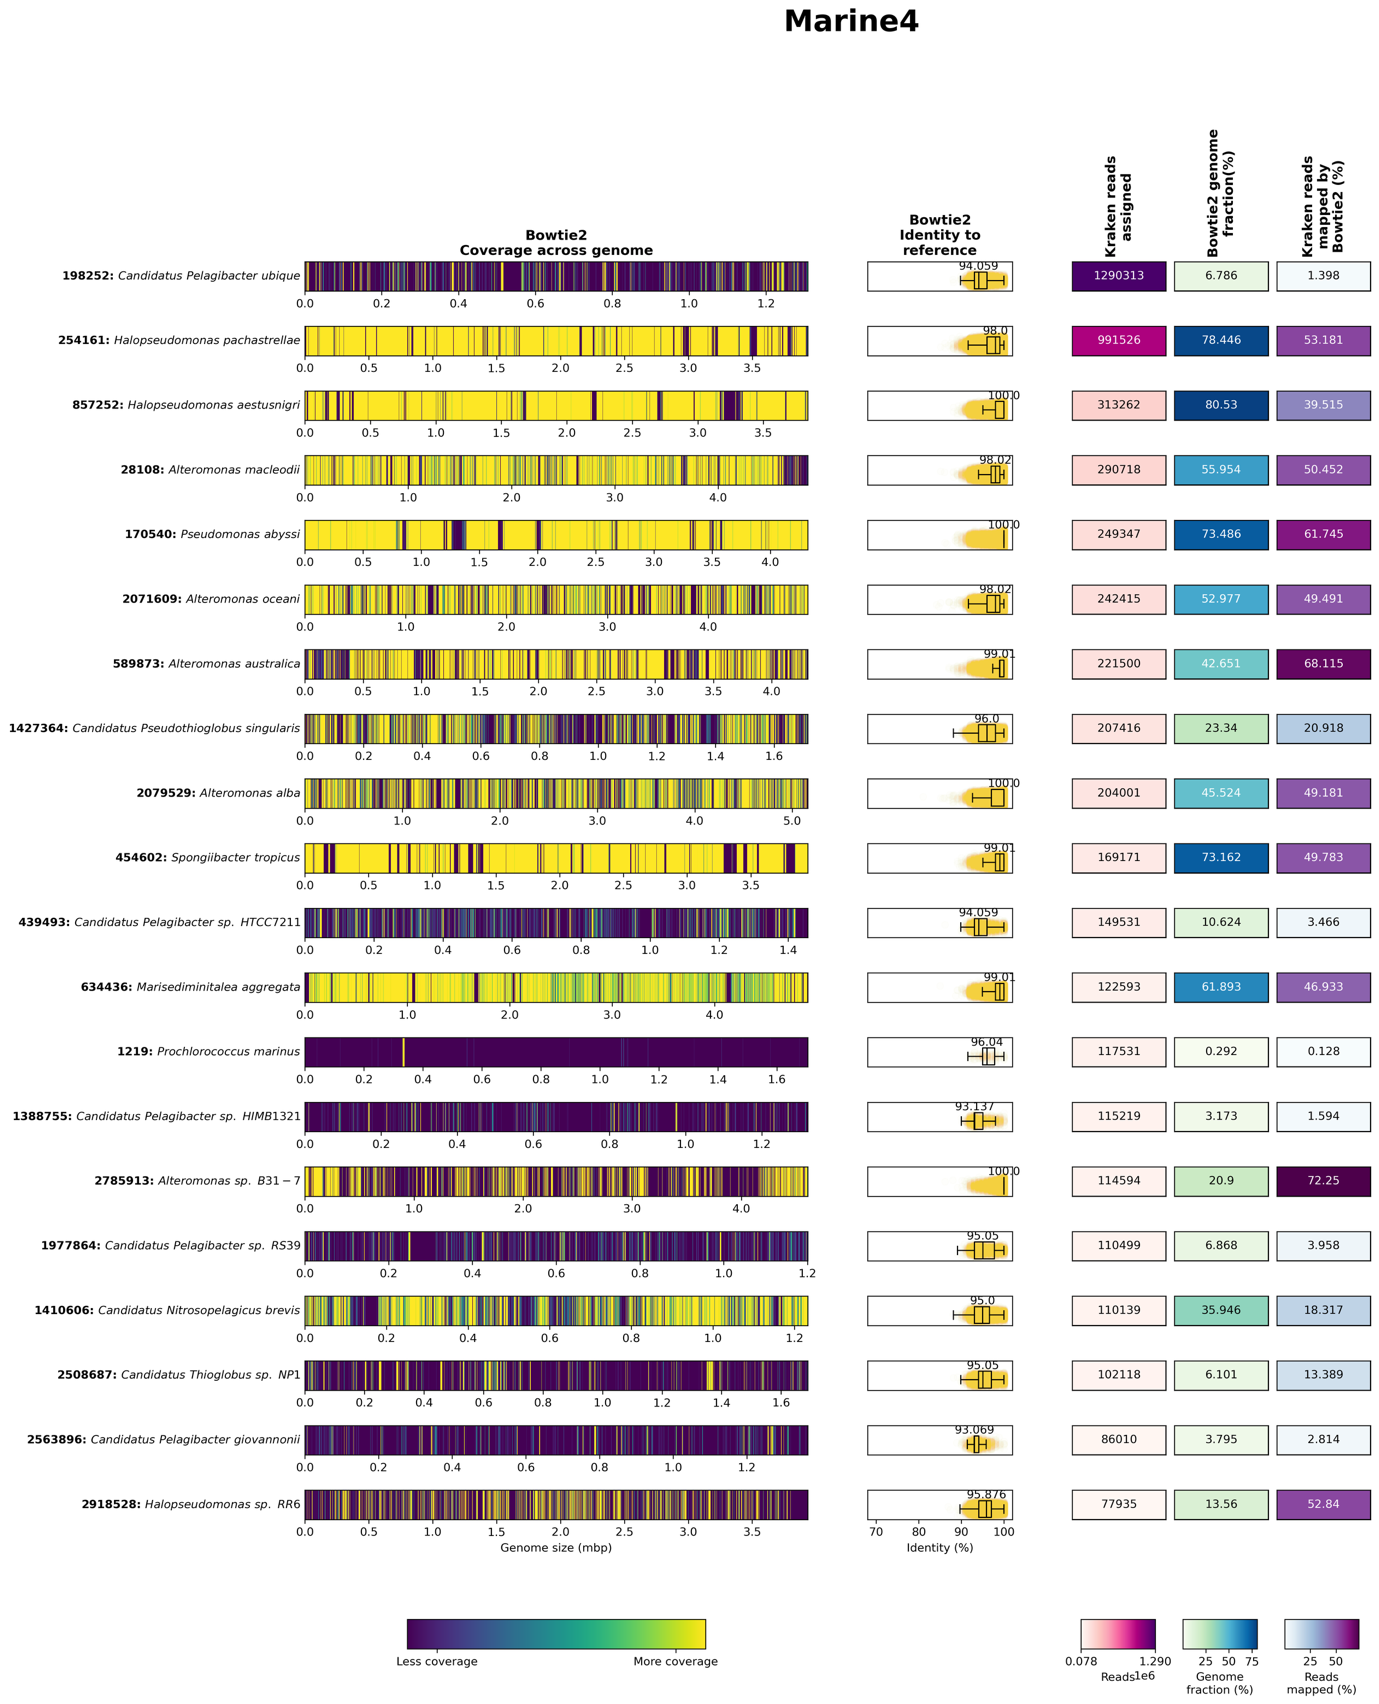 Marine4
Bowtie2
Coverage across genome
Bowtie2
Identity to
reference
Kraken reads
assigned
Bowtie2 genome
fraction(%)
Kraken reads
mapped by
Bowtie2 (%)
198252: Candidatus Pelagibacter ubique 94.059 1290313 6.786 1.398
0.0 0.2 0.4 0.6 0.8 1.0 1.2
254161: Halopseudomonas pachastrellae 98.0 991526 78.446 53.181
0.0 0.5 1.0 1.5 2.0 2.5 3.0 3.5
857252: Halopseudomonas aestusnigri 100.0 313262 80.53 39.515
0.0 0.5 1.0 1.5 2.0 2.5 3.0 3.5
28108: Alteromonas macleodii 98.02 290718 55.954 50.452
0.0 1.0 2.0 3.0 4.0
170540: Pseudomonas abyssi 100.0 249347 73.486 61.745
0.0 0.5 1.0 1.5 2.0 2.5 3.0 3.5 4.0
2071609: Alteromonas oceani 98.02 242415 52.977 49.491
0.0 1.0 2.0 3.0 4.0
589873: Alteromonas australica 99.01 221500 42.651 68.115
0.0 0.5 1.0 1.5 2.0 2.5 3.0 3.5 4.0
1427364: Candidatus Pseudothioglobus singularis 96.0 207416 23.34 20.918
0.0 0.2 0.4 0.6 0.8 1.0 1.2 1.4 1.6
2079529: Alteromonas alba 100.0 204001 45.524 49.181
0.0 1.0 2.0 3.0 4.0 5.0
454602: Spongiibacter tropicus 99.01 169171 73.162 49.783
0.0 0.5 1.0 1.5 2.0 2.5 3.0 3.5
439493: Candidatus Pelagibacter sp. HTCC7211 94.059 149531 10.624 3.466
0.0 0.2 0.4 0.6 0.8 1.0 1.2 1.4
634436: Marisediminitalea aggregata 99.01 122593 61.893 46.933
0.0 1.0 2.0 3.0 4.0
1219: Prochlorococcus marinus 96.04 117531 0.292 0.128
0.0 0.2 0.4 0.6 0.8 1.0 1.2 1.4 1.6
1388755: Candidatus Pelagibacter sp. HIMB1321 93.137 115219 3.173 1.594
0.0 0.2 0.4 0.6 0.8 1.0 1.2
2785913: Alteromonas sp. B31 − 7 100.0 114594 20.9 72.25
0.0 1.0 2.0 3.0 4.0
1977864: Candidatus Pelagibacter sp. RS39 95.05 110499 6.868 3.958
0.0 0.2 0.4 0.6 0.8 1.0 1.2
1410606: Candidatus Nitrosopelagicus brevis 95.0 110139 35.946 18.317
0.0 0.2 0.4 0.6 0.8 1.0 1.2
2508687: Candidatus Thioglobus sp. NP1 95.05 102118 6.101 13.389
0.0 0.2 0.4 0.6 0.8 1.0 1.2 1.4 1.6
2563896: Candidatus Pelagibacter giovannonii 93.069 86010 3.795 2.814
0.0 0.2 0.4 0.6 0.8 1.0 1.2
2918528: Halopseudomonas sp. RR6 95.876 77935 13.56 52.84
0.0 0.5 1.0 1.5 2.0 2.5 3.0 3.5 70 80 90 100
Genome size (mbp) Identity (%)
Less coverage More coverage
0.078 1.290
Reads 1e6
25 50 75
Genome
fraction (%)
25 50
Reads
mapped (%)